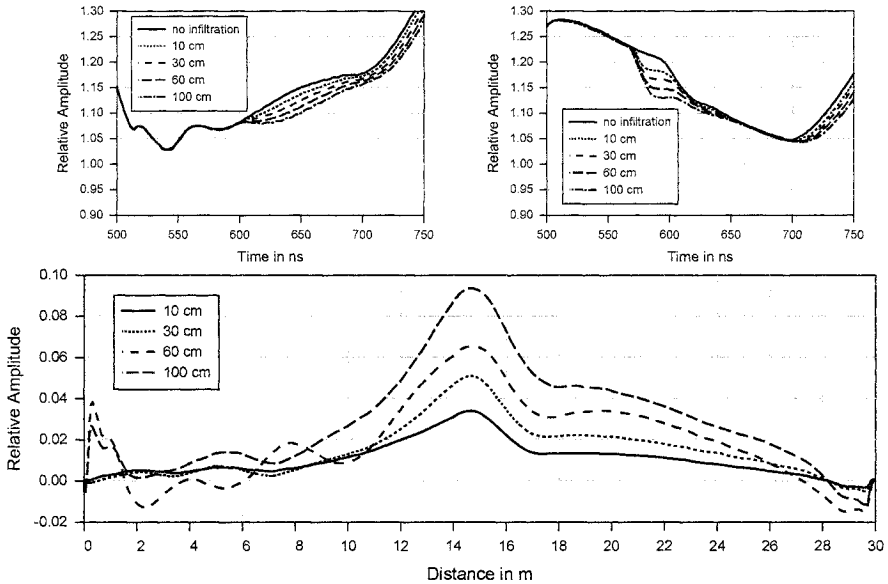 Relative Amplitude
1.30
1.25
1.20
1.15
1.10
1.05
1.00
0.95
0.90
no infiltration
10 cm
30 cm
60 cm
100 cm
500 550 600 650 700 750
Time in ns
Relative Amplitude
1.30
1.25
1.20
1.15
1.10
1.05
1.00
0.95
0.90
no infiltration
10 cm
30 cm
60 cm
100 cm
500 550 600 650 700 750
Time in ns
Relative Amplitude
0.10
0.08
0.06
0.04
0.02
0.00
-0.02
10 cm
30 cm
60 cm
100 cm
0 2 4 6 8 10 12 14 16 18 20 22 24 26 28 30
Distance in m